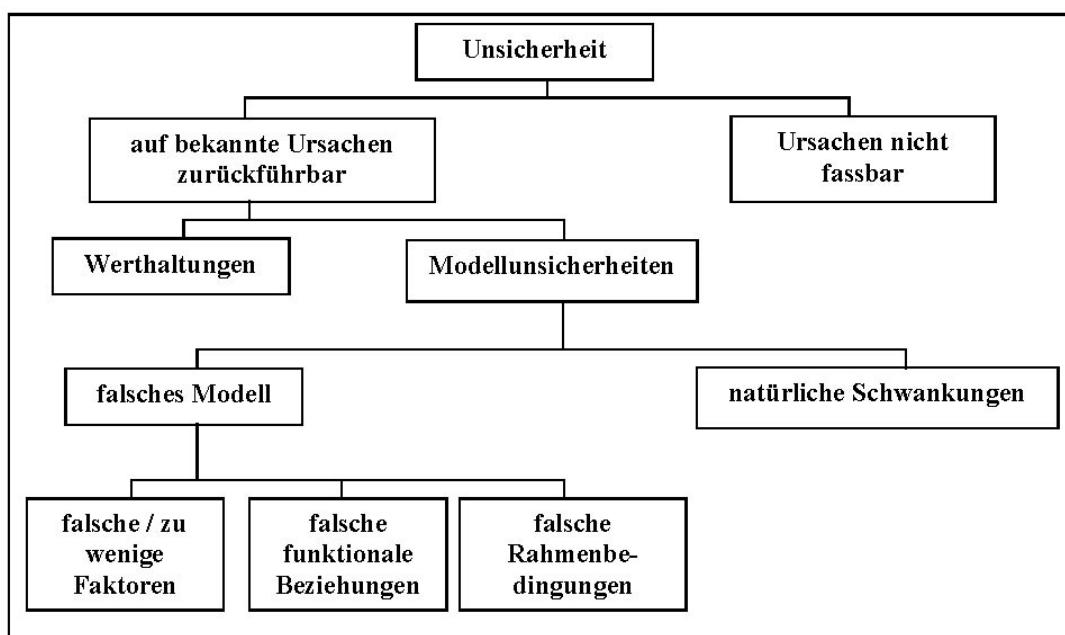 Unsicherheit
auf bekannte Ursachen
zurückführbar
Ursachen nicht
fassbar
Werthaltungen
Modellunsicherheiten
falsches Modell
natürliche Schwankungen
falsche / zu
wenige
Faktoren
falsche
funktionale
Beziehungen
falsche
Rahmenbe-
dingungen